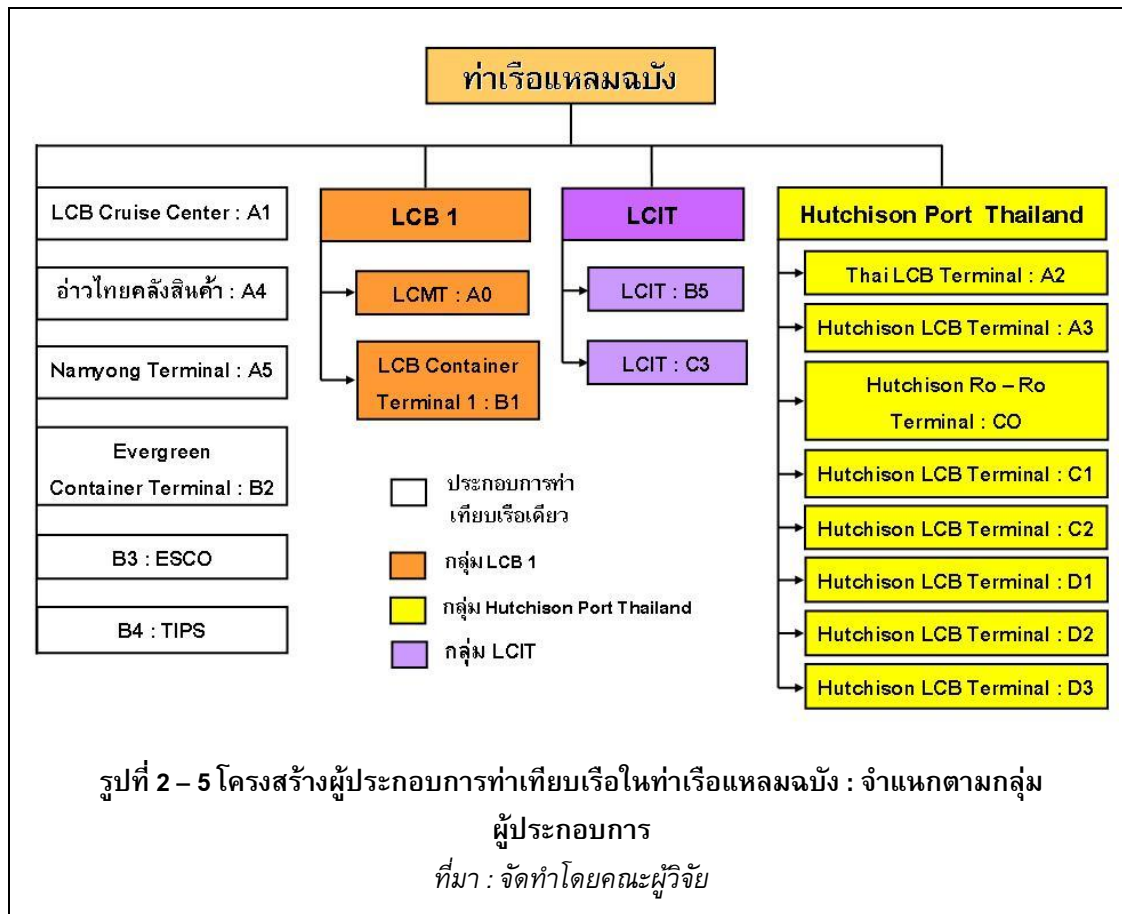 ท่าเรือแหลมฉบัง
LCB Cruise Center : A1
อ่าวไทยคลังสินค้า : A4
Namyong Terminal : A5
Evergreen
Container Terminal : B2
B3 : ESCO
B4 : TIPS
LCB 1
LCMT : A0
LCB Container
Terminal 1 : B1
LCIT
LCIT : B5
LCIT : C3
Hutchison Port Thailand
Thai LCB Terminal : A2
Hutchison LCB Terminal : A3
Hutchison Ro – Ro
Terminal : CO
Hutchison LCB Terminal : C1
Hutchison LCB Terminal : C2
Hutchison LCB Terminal : D1
Hutchison LCB Terminal : D2
Hutchison LCB Terminal : D3
ประกอบการท่า
เทียบเรือเดียว
กลุ่ม LCB 1
กลุ่ม Hutchison Port Thailand
กลุ่ม LCIT
รูปที่ 2 – 5 โครงสร้างผู้ประกอบการท่าเทียบเรือในท่าเรือแหลมฉบัง : จำแนกตามกลุ่ม
ผู้ประกอบการ
ที่มา : จัดทำโดยคณะผู้วิจัย